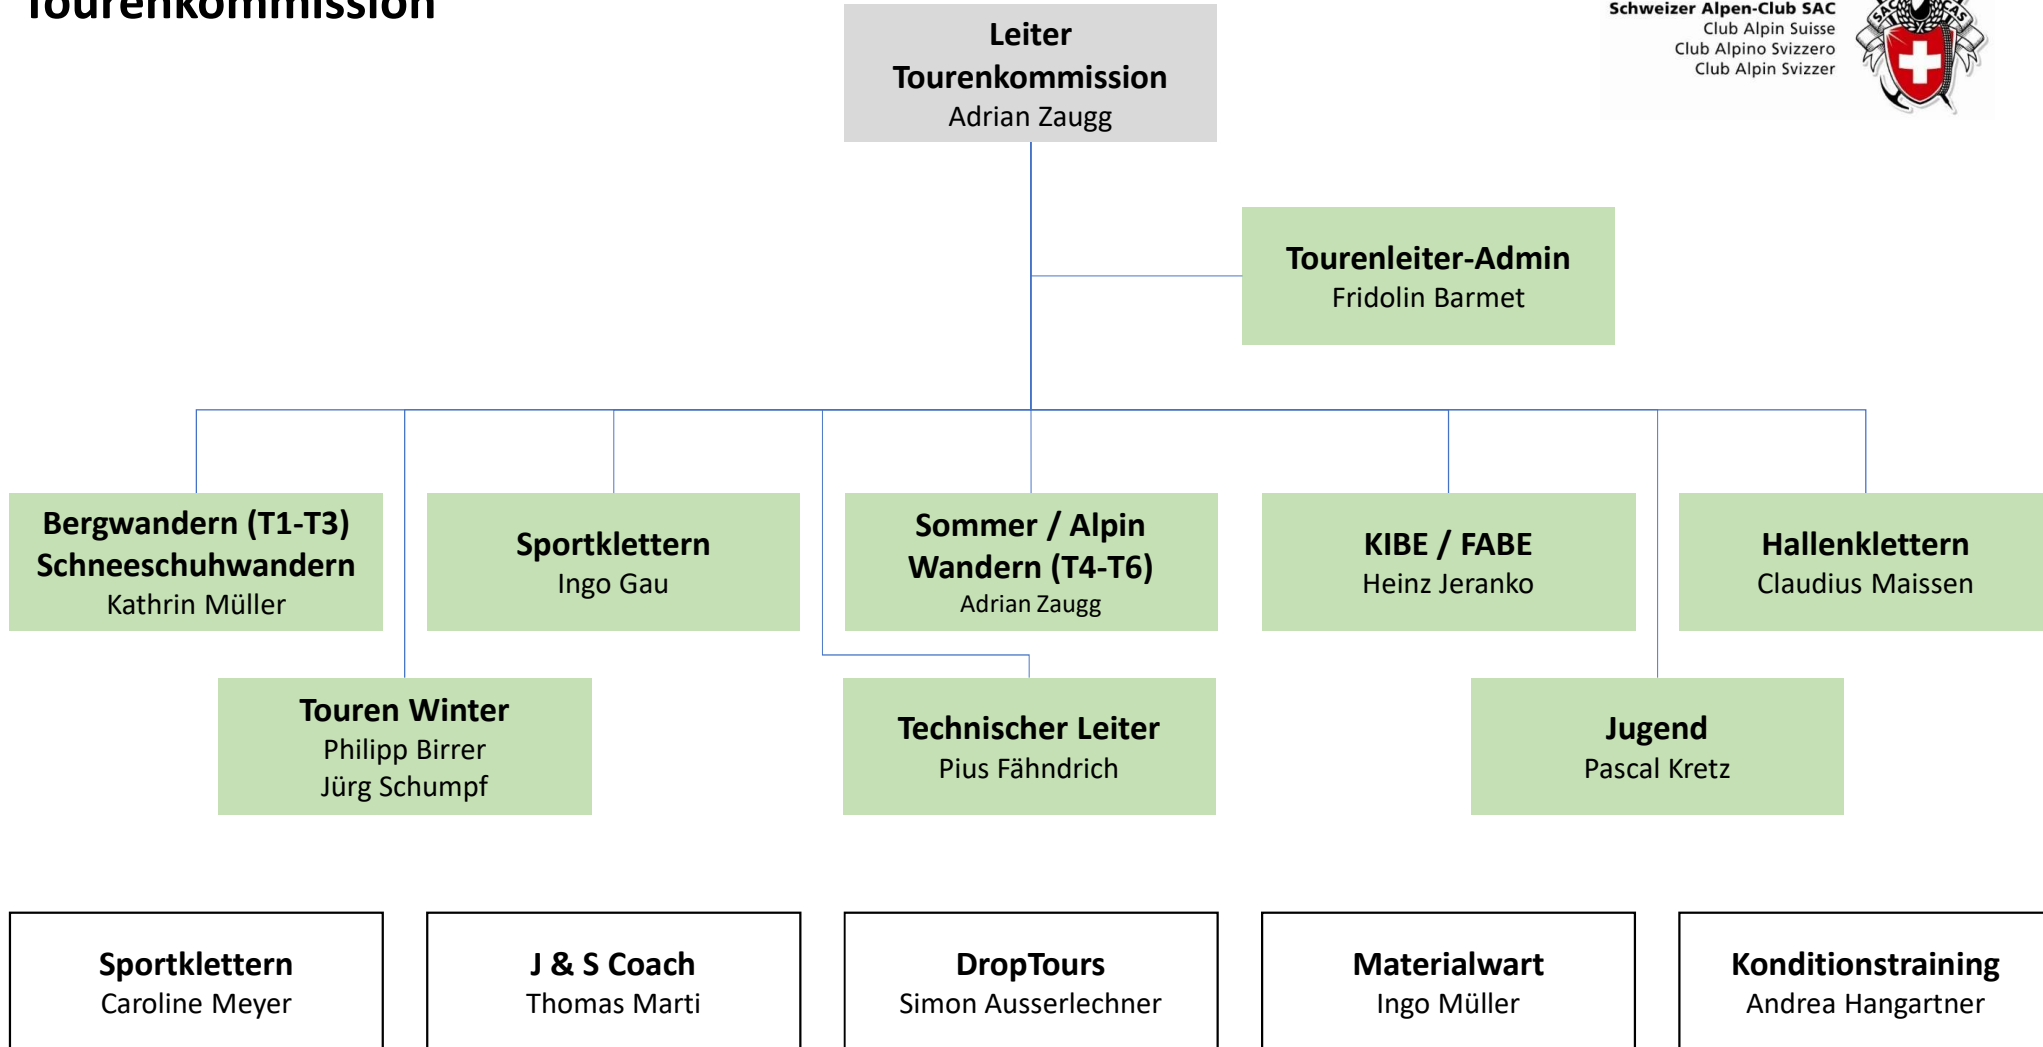 Tourenkommission
Schweizer Alpen-Club SAC
Club Alpin Suisse
Club Alpino Svizzero
Club Alpin Svizzer
SAC
CAS
Leiter
Tourenkommission
Adrian Zaugg
Tourenleiter-Admin
Fridolin Barmet
Bergwandern (T1-T3)
Schneeschuhwandern
Kathrin Müller
Sportklettern
Ingo Gau
Sommer / Alpin
Wandern (T4-T6)
Adrian Zaugg
KIBE / FABE
Heinz Jeranko
Hallenklettern
Claudius Maissen
Touren Winter
Philipp Birrer
Jürg Schumpf
Technischer Leiter
Pius Fähndrich
Jugend
Pascal Kretz
Sportklettern
Caroline Meyer
J & S Coach
Thomas Marti
DropTours
Simon Ausserlechner
Materialwart
Ingo Müller
Konditionstraining
Andrea Hangartner